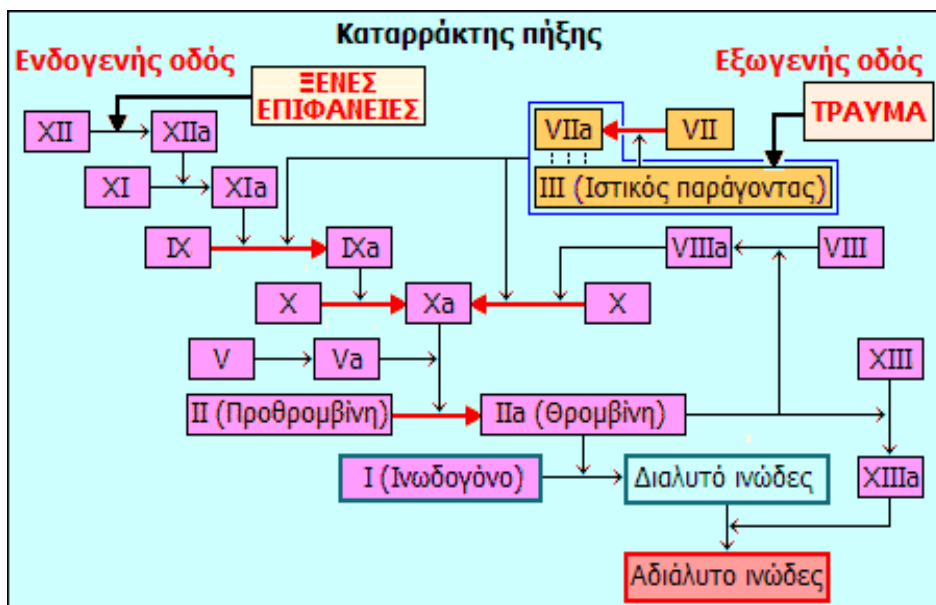 Καταρράκτης πήξης
Ενδογενής οδός
Εξωγενής οδός
ΞΕΝΕΣ
ΕΠΙΦΑΝΕΙΕΣ
ΤΡΑΥΜΑ
XII
XIIa
VIIa
VII
XI
XIa
III (Ιστικός παράγοντας)
IX
IXa
VIIIa
VIII
X
Xa
X
V
Va
XIII
II (Προθρομβίνη)
IIa (Θρομβίνη)
I (Ινωδογόνο)
Διαλυτό ινώδες
XIIIa
Αδιάλυτο ινώδες